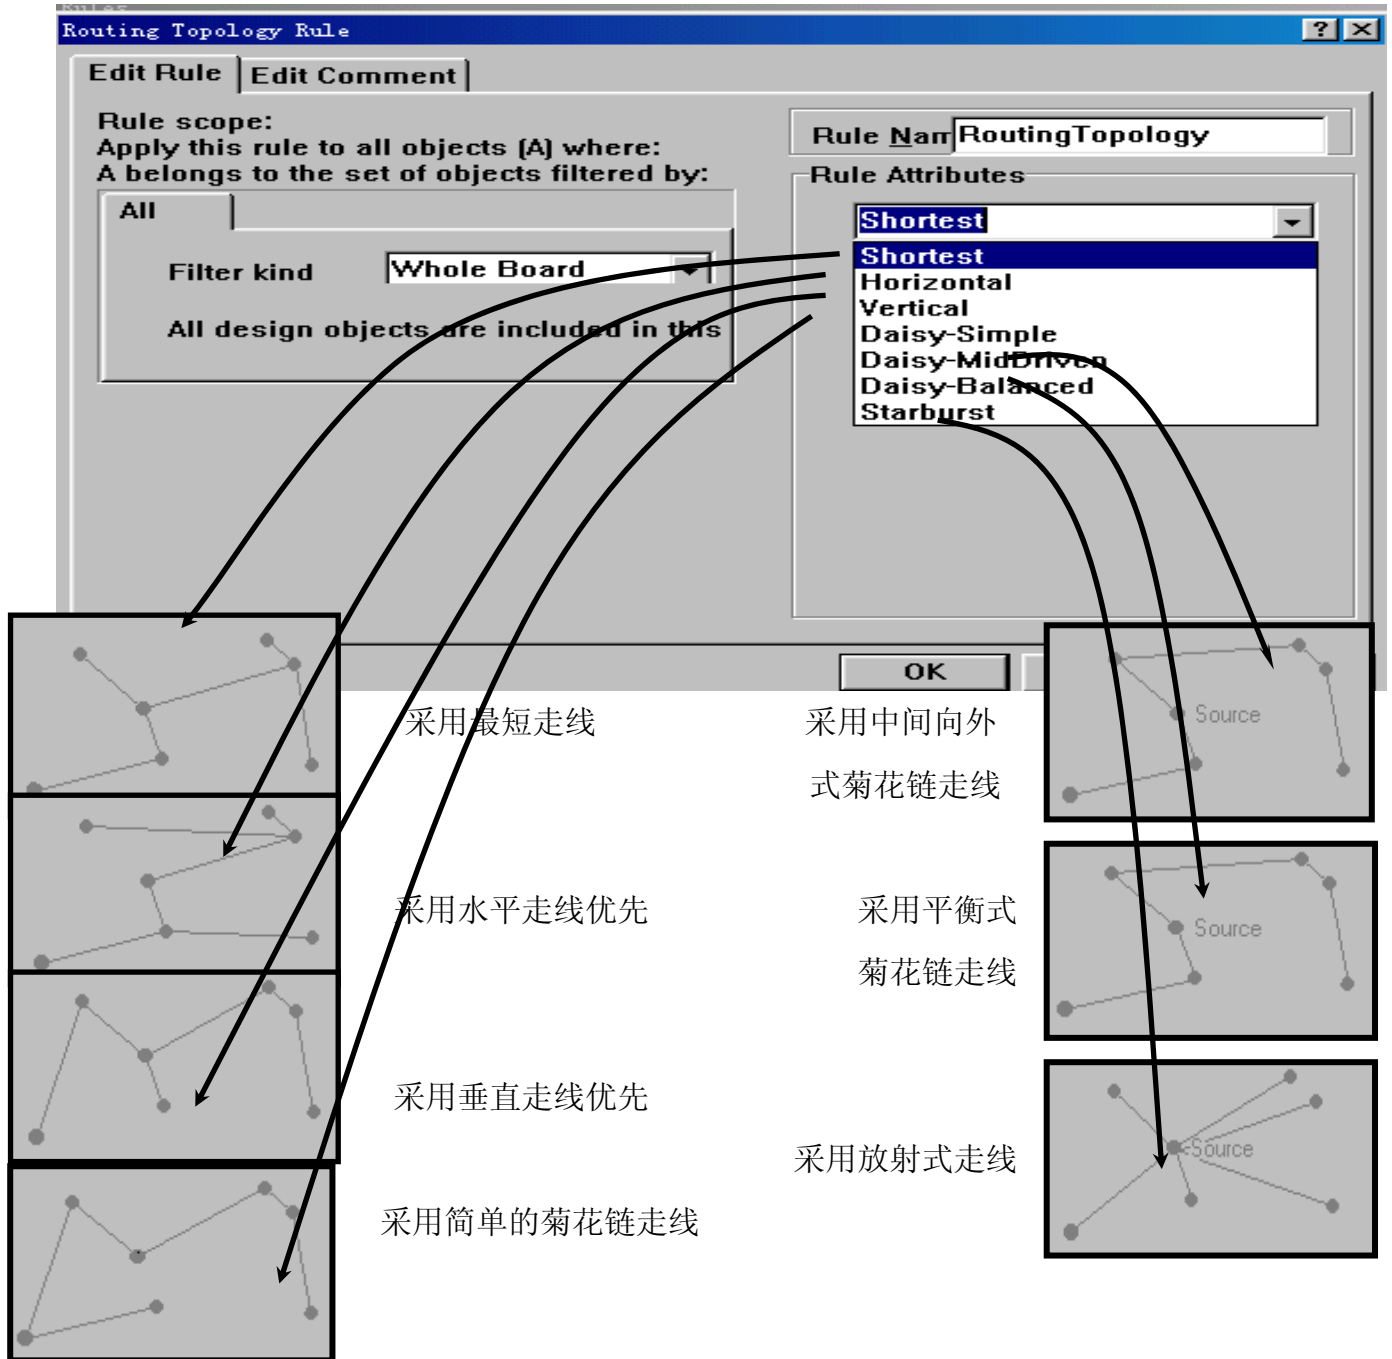 Rules
Routing Topology Rule
Edit Rule
Edit Comment
Rule scope:
Apply this rule to all objects (A) where:
A belongs to the set of objects filtered by:
All
Filter kind
Whole Board
All design objects are included in this
Rule Nam
RoutingTopology
Rule Attributes
Shortest
Shortest
Horizontal
Vertical
Daisy-Simple
Daisy-MidDriven
Daisy-Balanced
Starburst
OK
采用最短走线
采用水平走线优先
采用垂直走线优先
采用简单的菊花链走线
采用中间向外
式菊花链走线
Source
采用平衡式
菊花链走线
Source
采用放射式走线
Source